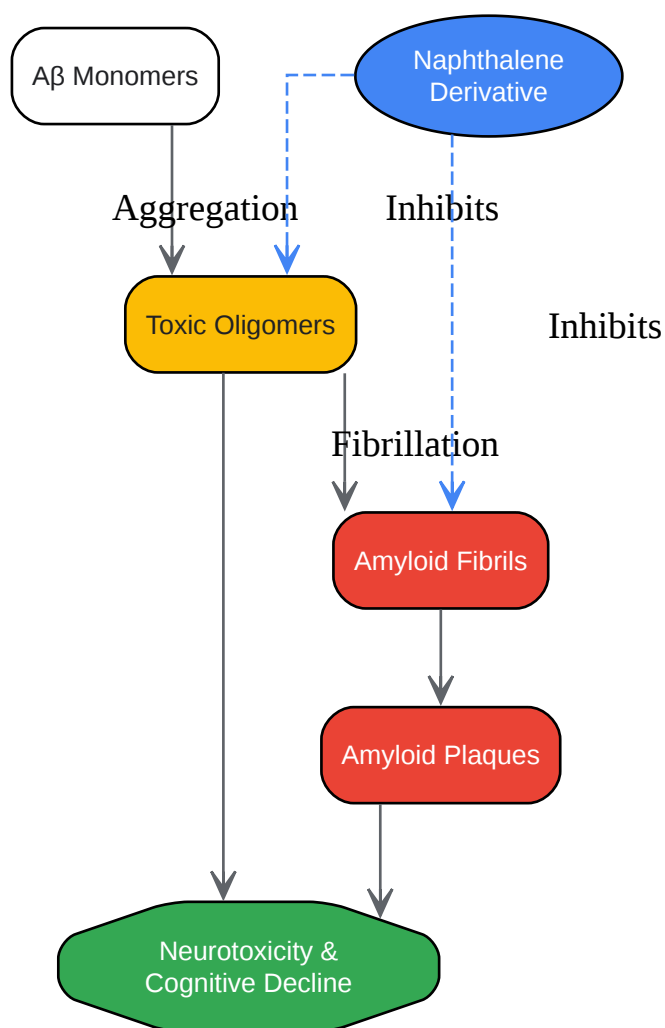 Aβ Monomers
Naphthalene
Derivative
Aggregation
Inhibits
Toxic Oligomers
Inhibits
Fibrillation
Amyloid Fibrils
Amyloid Plaques
Neurotoxicity &
Cognitive Decline